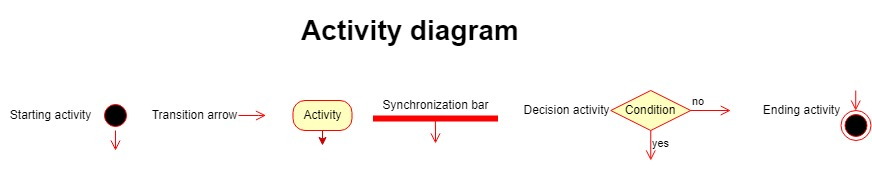 Activity diagram
Starting activity
Transition arrow
Activity
Synchronization bar
Decision activity
Condition
no
yes
Ending activity